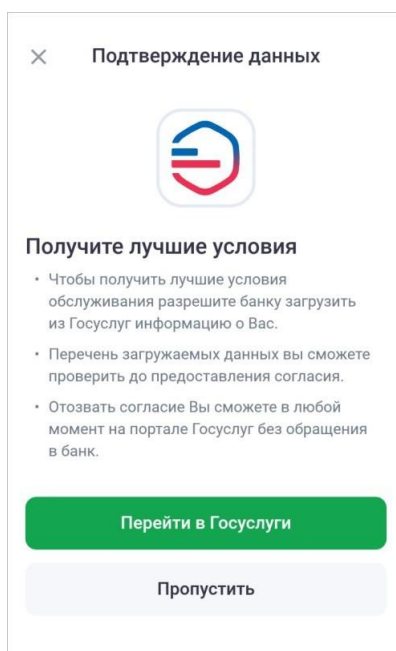 Подтверждение данных
Получите лучшие условия
• Чтобы получить лучшие условия
обслуживания разрешите банку загрузить
из Госуслуг информацию о Вас.
• Перечень загружаемых данных вы сможете
проверить до предоставления согласия.
• Отозвать согласие Вы сможете в любой
момент на портале Госуслуг без обращения
в банк.
Перейти в Госуслуги
Пропустить